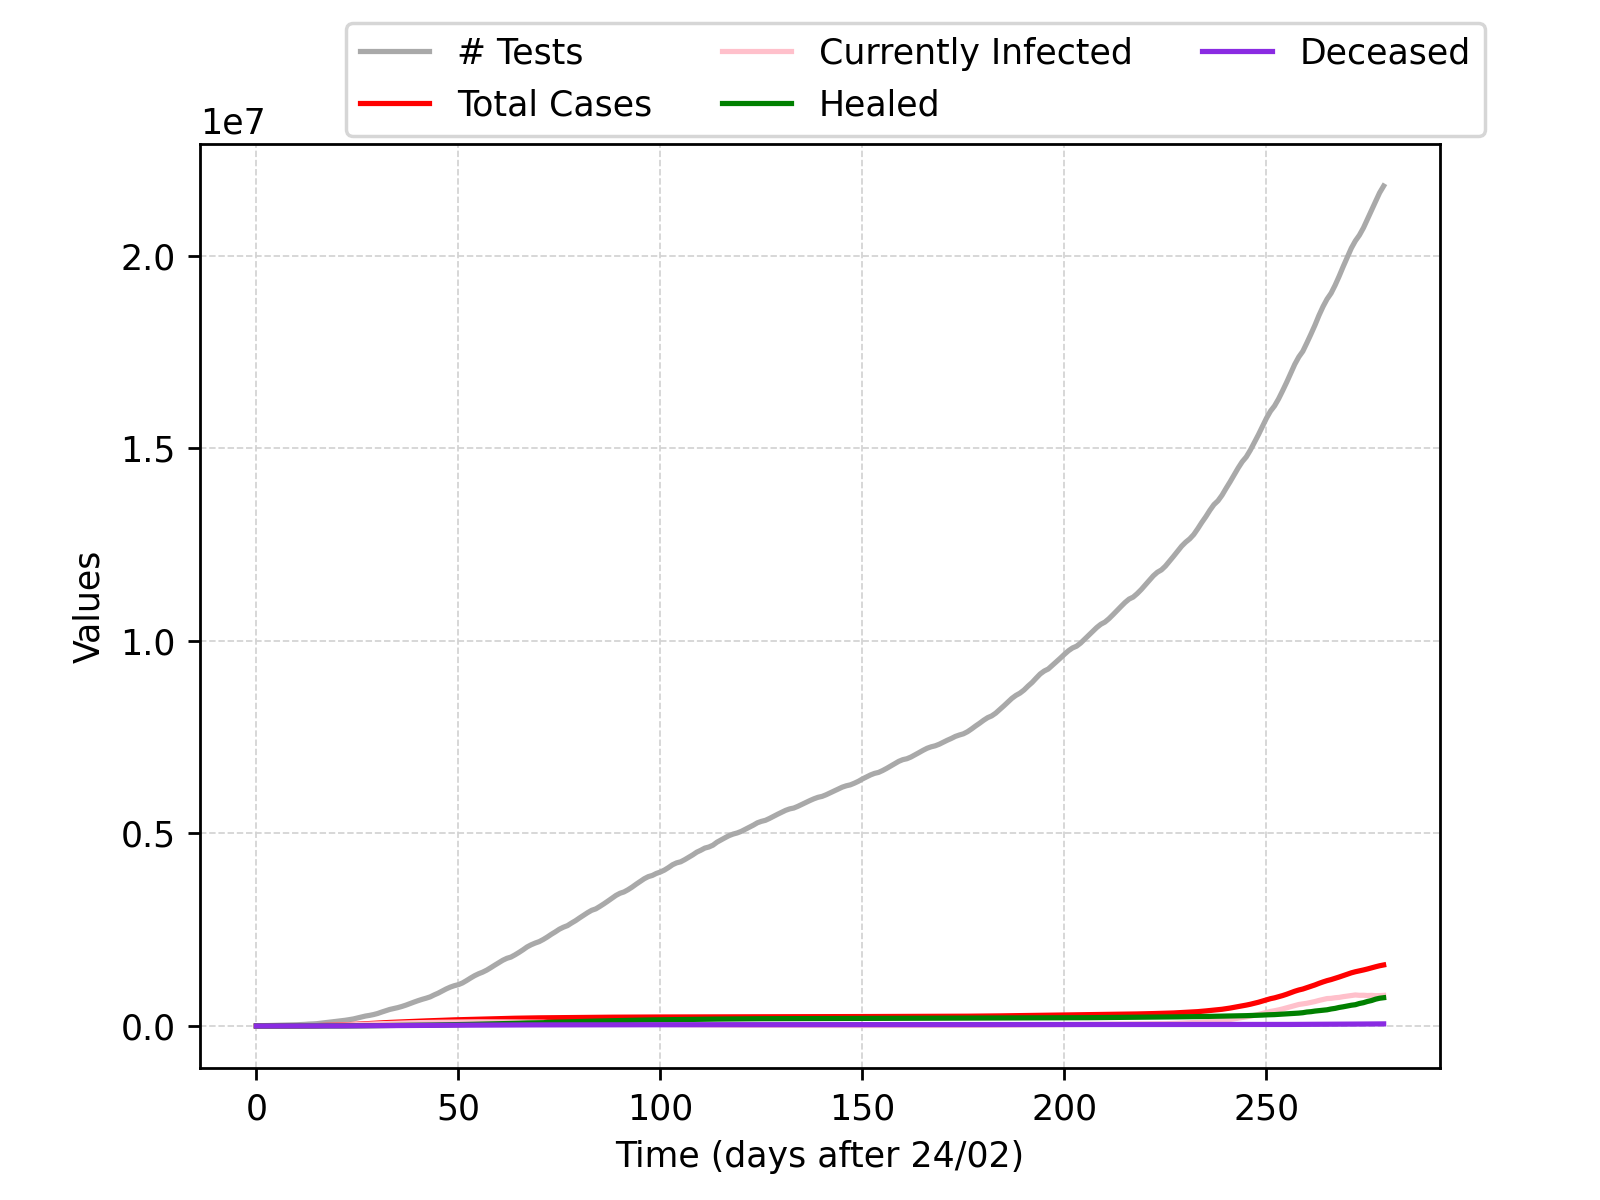 # Tests Currently Infected Deceased
Total Cases Healed
1e7
2.0
1.5
1.0
0.5
0.0
Values
0 50 100 150 200 250
Time (days after 24/02)